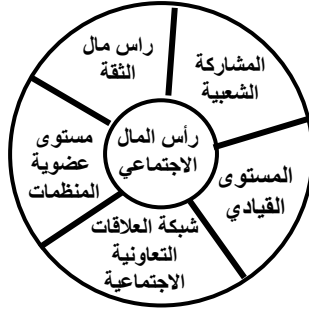 المشاركة
الشعبية
راس مال
الثقة
رأس المال
الاجتماعي
مستوى
عضوية
المنظمات
المستوى
القيادي
شبكة العلاقات
التعاونية
الاجتماعية